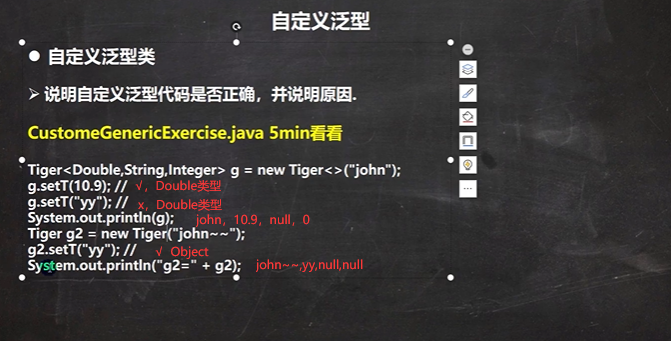 自定义泛型
● 自定义泛型类
➢ 说明自定义泛型代码是否正确，并说明原因.
CustomeGenericExercise.java 5min看看
Tiger<Double,String,Integer> g = new Tiger<>("john");
g.setT(10.9); // √，Double类型
g.setT("yy"); // x，Double类型
System.out.println(g); john，10.9，null，0
Tiger g2 = new Tiger("john~~");
g2.setT("yy"); // √ Object
System.out.println("g2=" + g2); john~~,yy,null,null